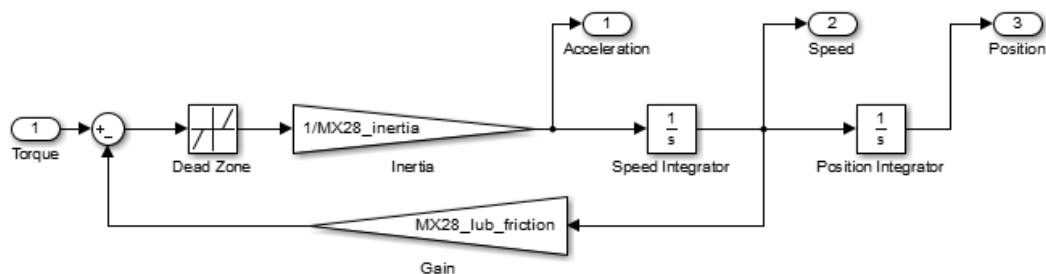 1
Acceleration
2
Speed
3
Position
1
Torque
+
-
Dead Zone
1/MX28_inertia
Inertia
1
s
Speed Integrator
1
s
Position Integrator
MX28_lub_friction
Gain